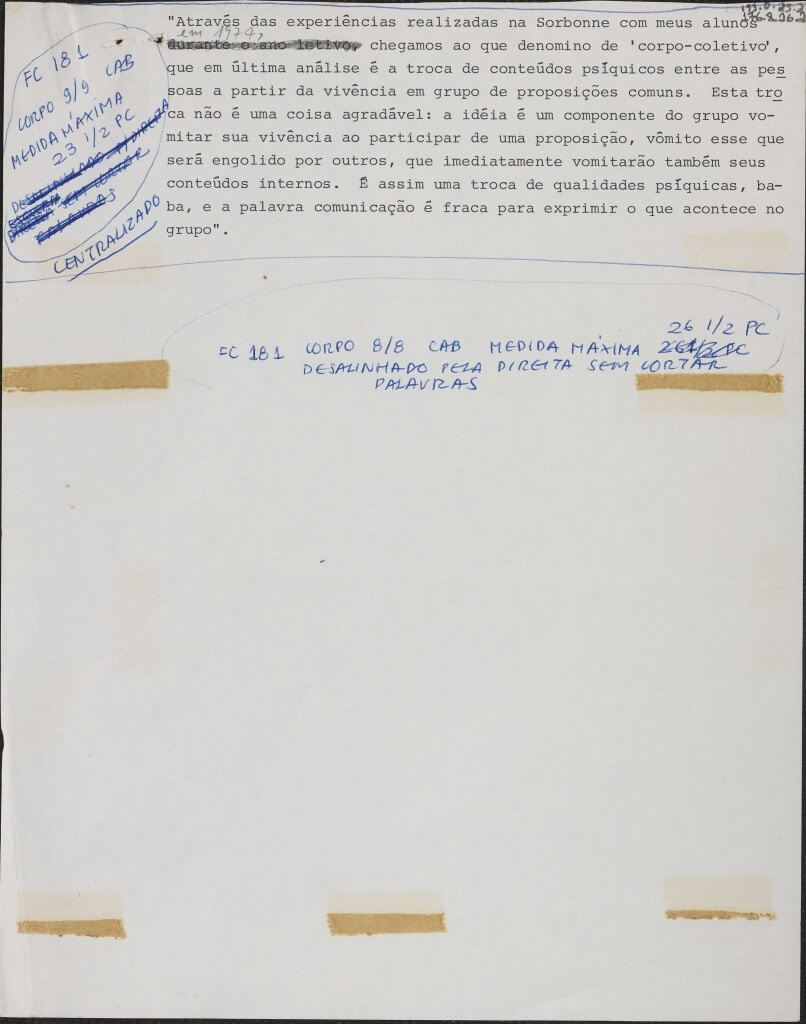 "Através das experiências realizadas na Sorbonne com meus alunos
em 1974,
durante o ano letivo, chegamos ao que denomino de 'corpo-coletivo',
que em última análise é a troca de conteúdos psíquicos entre as pes
soas a partir da vivência em grupo de proposições comuns. Esta tro
ca não é uma coisa agradável: a idéia é um componente do grupo vo-
mitar sua vivência ao participar de uma proposição, vômito esse que
será engolido por outros, que imediatamente vomitarão também seus
conteúdos internos. É assim uma troca de qualidades psíquicas, ba-
ba, e a palavra comunicação é fraca para exprimir o que acontece no
grupo".
FC 181
CORPO 9/9 CAB
MEDIDA MÁXIMA
23 1/2 PC
DESALINHADO P/DIREITA
SEM CORTAR
PALAVRAS
CENTRALIZADO
26 1/2 PC
FC 181 CORPO 8/8 CAB MEDIDA MÁXIMA
DESALINHADO PELA DIREITA SEM CORTAR
PALAVRAS